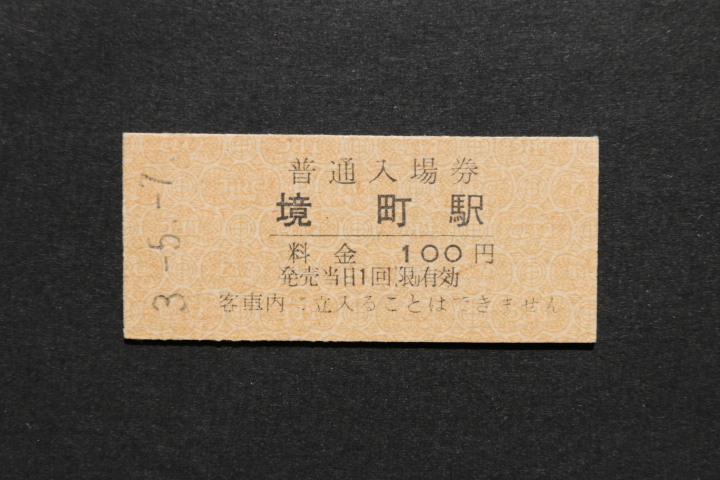 普通入場券
境町駅
料金 100円
発売当日1回限り有効
客車内に立入ることはできません
3.-5.-7.